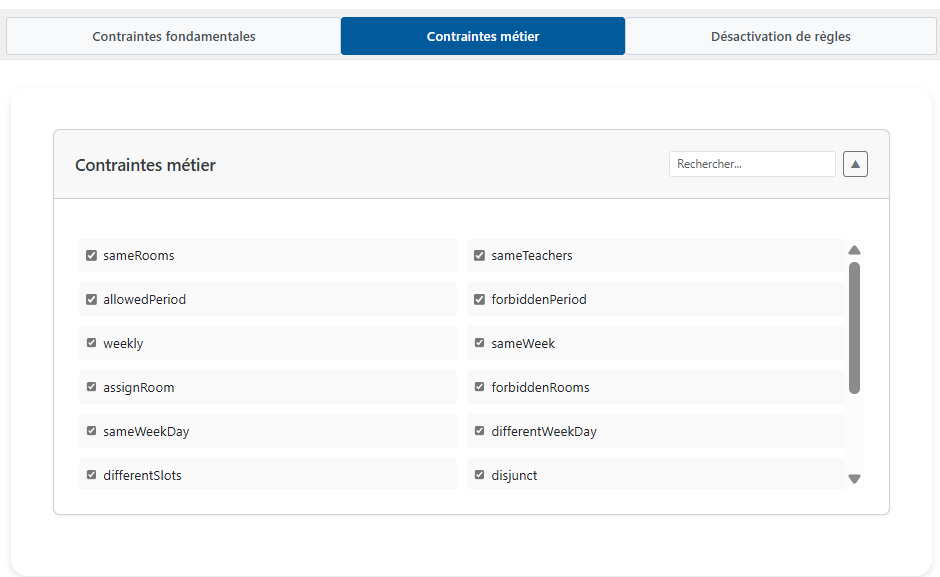 Contraintes fondamentales
Contraintes métier
Désactivation de règles
Contraintes métier
Rechercher...
sameRooms
sameTeachers
allowedPeriod
forbiddenPeriod
weekly
sameWeek
assignRoom
forbiddenRooms
sameWeekDay
differentWeekDay
differentSlots
disjunct